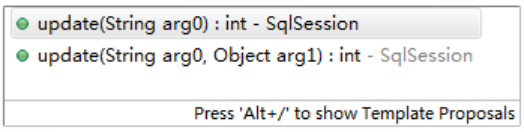 update(String arg0) : int - SqlSession
update(String arg0, Object arg1) : int - SqlSession
Press 'Alt+/' to show Template Proposals